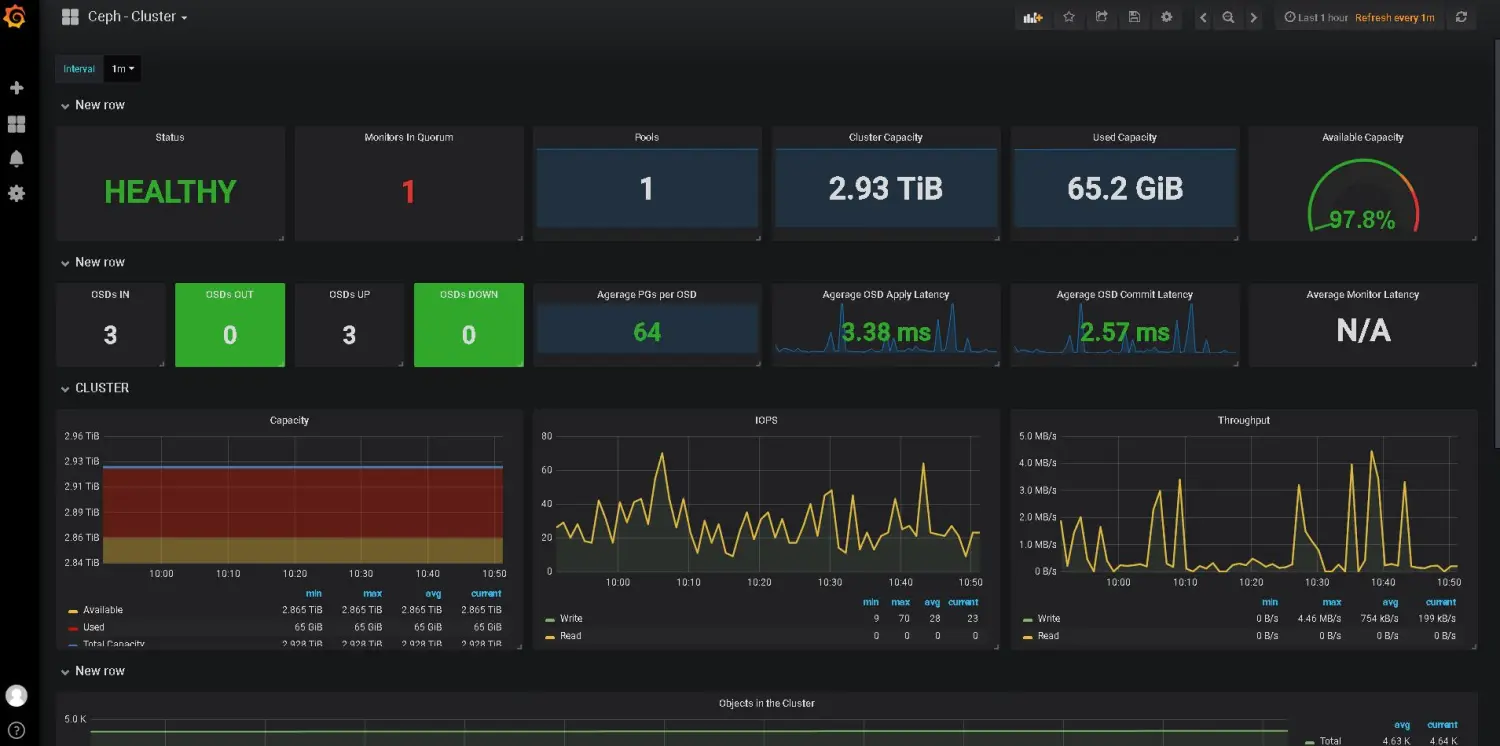 Ceph - Cluster
Last 1 hour Refresh every 1m
Interval 1m
New row
Status
HEALTHY
Monitors In Quorum
1
Pools
1
Cluster Capacity
2.93 TiB
Used Capacity
65.2 GiB
Available Capacity
97.8%
New row
OSDs IN
3
OSDs OUT
0
OSDs UP
3
OSDs DOWN
0
Agerage PGs per OSD
64
Agerage OSD Apply Latency
3.38 ms
Agerage OSD Commit Latency
2.57 ms
Average Monitor Latency
N/A
CLUSTER
Capacity
2.96 TiB
2.93 TiB
2.91 TiB
2.89 TiB
2.86 TiB
2.84 TiB
10:00 10:10 10:20 10:30 10:40 10:50
min max avg current
Available 2.865 TiB 2.865 TiB 2.865 TiB 2.865 TiB
Used 65 GiB 65 GiB 65 GiB 65 GiB
Total Capacity 2.928 TiB 2.928 TiB 2.928 TiB 2.928 TiB
IOPS
80
60
40
20
0
10:00 10:10 10:20 10:30 10:40 10:50
min max avg current
Write 9 70 28 23
Read 0 0 0 0
Throughput
5.0 MB/s
4.0 MB/s
3.0 MB/s
2.0 MB/s
1.0 MB/s
0 B/s
10:00 10:10 10:20 10:30 10:40 10:50
min max avg current
Write 0 B/s 4.46 MB/s 754 kB/s 199 kB/s
Read 0 B/s 0 B/s 0 B/s 0 B/s
New row
Objects in the Cluster
5.0 K
avg current
Total 4.63 K 4.64 K
?